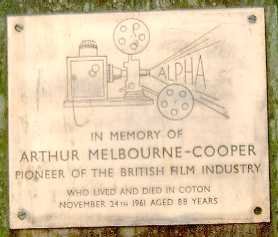 ALPHA
IN MEMORY OF
ARTHUR MELBOURNE-COOPER
PIONEER OF THE BRITISH FILM INDUSTRY
WHO LIVED AND DIED IN COTON
NOVEMBER 24TH 1961 AGED 88 YEARS